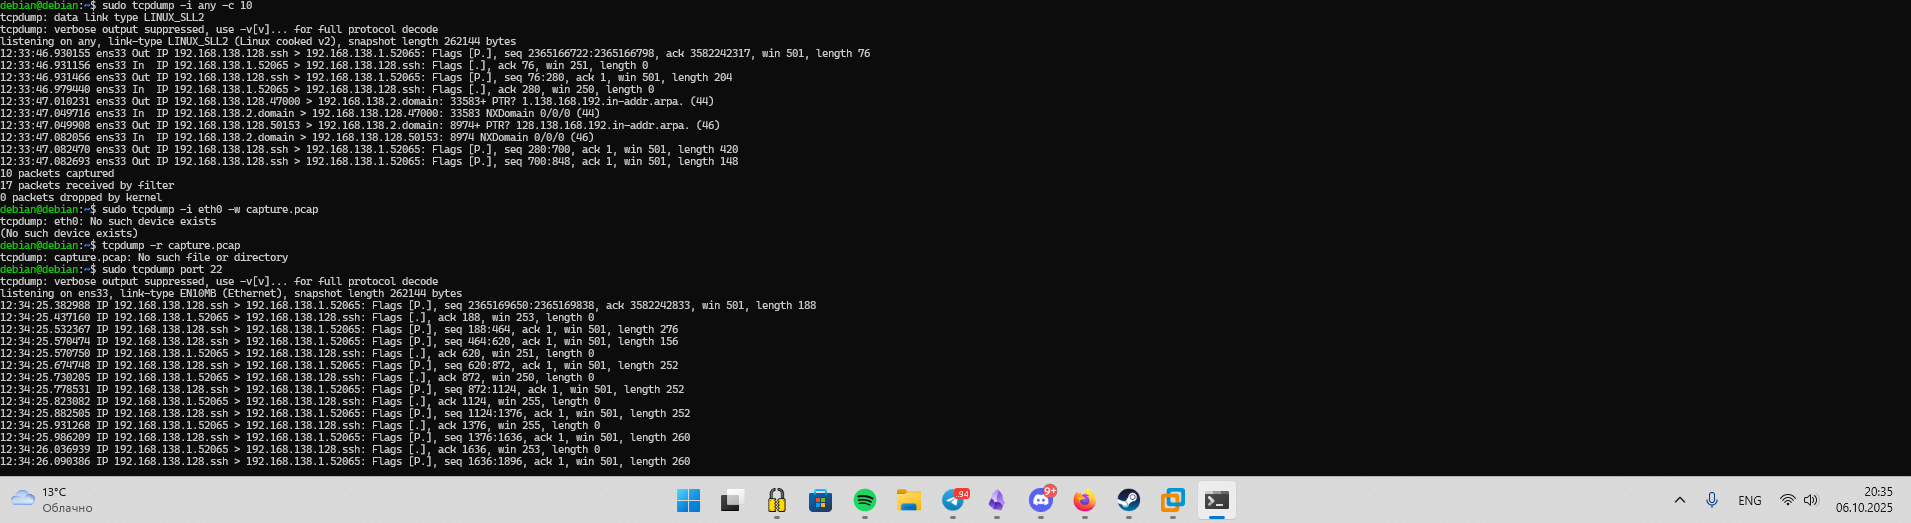 debian@debian:~$ sudo tcpdump -i any -c 10
tcpdump: data link type LINUX_SLL2
tcpdump: verbose output suppressed, use -v[v]... for full protocol decode
listening on any, link-type LINUX_SLL2 (Linux cooked v2), snapshot length 262144 bytes
12:33:46.930155 ens33 Out IP 192.168.138.128.ssh > 192.168.138.1.52065: Flags [P.], seq 2365166722:2365166798, ack 3582242317, win 501, length 76
12:33:46.931156 ens33 In  IP 192.168.138.1.52065 > 192.168.138.128.ssh: Flags [.], ack 76, win 251, length 0
12:33:46.931466 ens33 Out IP 192.168.138.128.ssh > 192.168.138.1.52065: Flags [P.], seq 76:280, ack 1, win 501, length 204
12:33:46.979440 ens33 In  IP 192.168.138.1.52065 > 192.168.138.128.ssh: Flags [.], ack 280, win 250, length 0
12:33:47.010231 ens33 Out IP 192.168.138.128.47000 > 192.168.138.2.domain: 33583+ PTR? 1.138.168.192.in-addr.arpa. (44)
12:33:47.049716 ens33 In  IP 192.168.138.2.domain > 192.168.138.128.47000: 33583 NXDomain 0/0/0 (44)
12:33:47.049908 ens33 Out IP 192.168.138.128.50153 > 192.168.138.2.domain: 8974+ PTR? 128.138.168.192.in-addr.arpa. (46)
12:33:47.082056 ens33 In  IP 192.168.138.2.domain > 192.168.138.128.50153: 8974 NXDomain 0/0/0 (46)
12:33:47.082470 ens33 Out IP 192.168.138.128.ssh > 192.168.138.1.52065: Flags [P.], seq 280:700, ack 1, win 501, length 420
12:33:47.082693 ens33 Out IP 192.168.138.128.ssh > 192.168.138.1.52065: Flags [P.], seq 700:848, ack 1, win 501, length 148
10 packets captured
17 packets received by filter
0 packets dropped by kernel
debian@debian:~$ sudo tcpdump -i eth0 -w capture.pcap
tcpdump: eth0: No such device exists
(No such device exists)
debian@debian:~$ tcpdump -r capture.pcap
tcpdump: capture.pcap: No such file or directory
debian@debian:~$ sudo tcpdump port 22
tcpdump: verbose output suppressed, use -v[v]... for full protocol decode
listening on ens33, link-type EN10MB (Ethernet), snapshot length 262144 bytes
12:34:25.382988 IP 192.168.138.128.ssh > 192.168.138.1.52065: Flags [P.], seq 2365169650:2365169838, ack 3582242833, win 501, length 188
12:34:25.437160 IP 192.168.138.1.52065 > 192.168.138.128.ssh: Flags [.], ack 188, win 253, length 0
12:34:25.532367 IP 192.168.138.128.ssh > 192.168.138.1.52065: Flags [P.], seq 188:464, ack 1, win 501, length 276
12:34:25.570474 IP 192.168.138.128.ssh > 192.168.138.1.52065: Flags [P.], seq 464:620, ack 1, win 501, length 156
12:34:25.570750 IP 192.168.138.1.52065 > 192.168.138.128.ssh: Flags [.], ack 620, win 251, length 0
12:34:25.674748 IP 192.168.138.128.ssh > 192.168.138.1.52065: Flags [P.], seq 620:872, ack 1, win 501, length 252
12:34:25.730205 IP 192.168.138.1.52065 > 192.168.138.128.ssh: Flags [.], ack 872, win 250, length 0
12:34:25.778531 IP 192.168.138.128.ssh > 192.168.138.1.52065: Flags [P.], seq 872:1124, ack 1, win 501, length 252
12:34:25.823082 IP 192.168.138.1.52065 > 192.168.138.128.ssh: Flags [.], ack 1124, win 255, length 0
12:34:25.882505 IP 192.168.138.128.ssh > 192.168.138.1.52065: Flags [P.], seq 1124:1376, ack 1, win 501, length 252
12:34:25.931268 IP 192.168.138.1.52065 > 192.168.138.128.ssh: Flags [.], ack 1376, win 255, length 0
12:34:25.986209 IP 192.168.138.128.ssh > 192.168.138.1.52065: Flags [P.], seq 1376:1636, ack 1, win 501, length 260
12:34:26.036939 IP 192.168.138.1.52065 > 192.168.138.128.ssh: Flags [.], ack 1636, win 253, length 0
12:34:26.090386 IP 192.168.138.128.ssh > 192.168.138.1.52065: Flags [P.], seq 1636:1896, ack 1, win 501, length 260
13°C
Облачно
.94
9+
ENG
20:35
06.10.2025